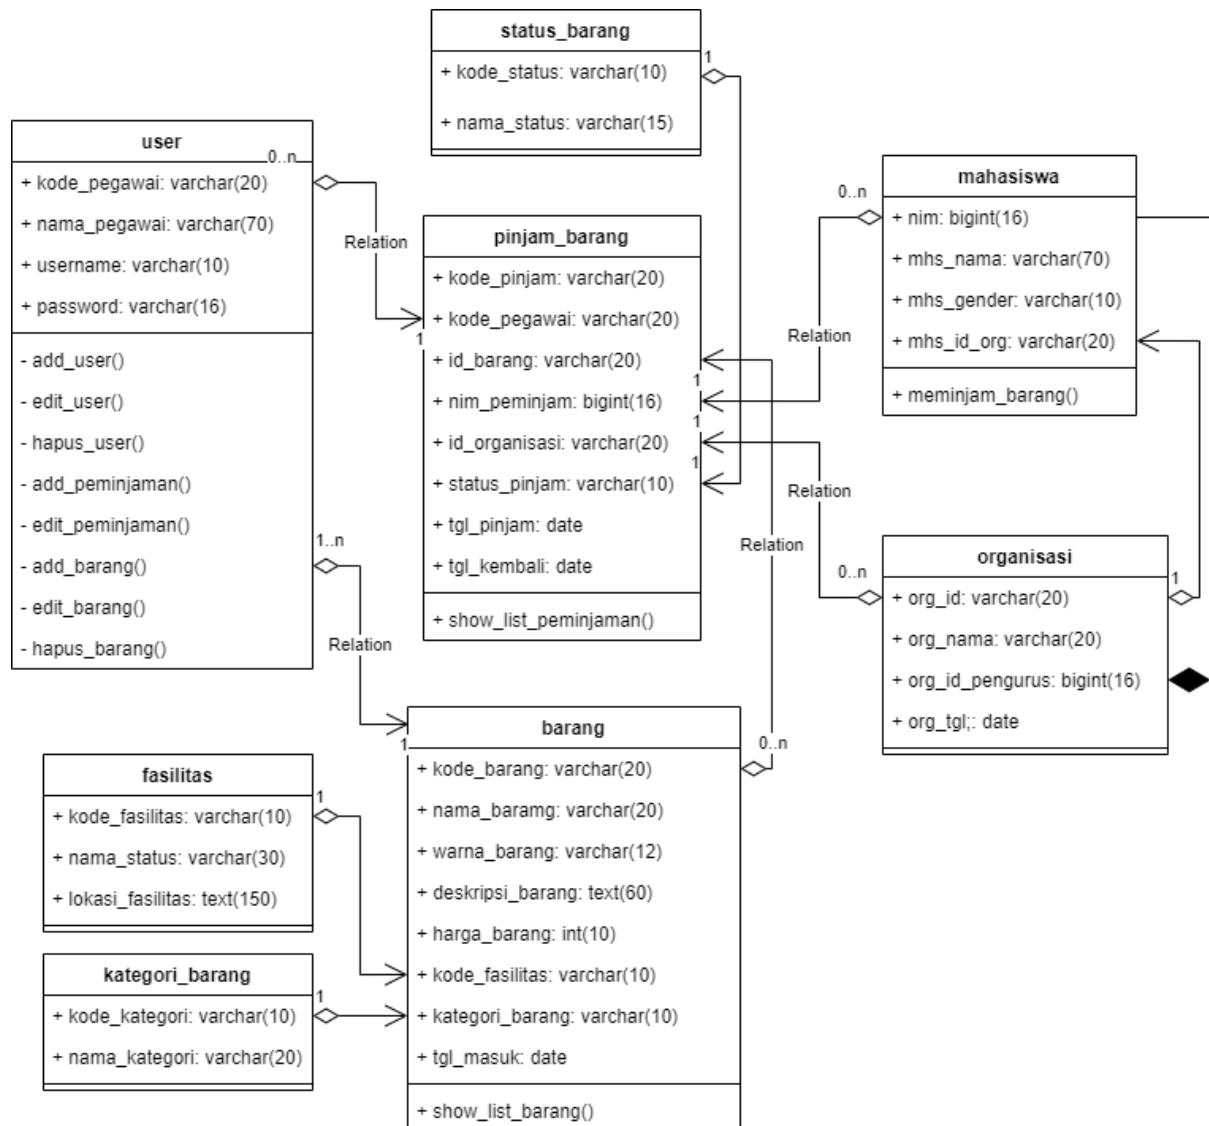 status_barang
+ kode_status: varchar(10)
+ nama_status: varchar(15)
1
user
0..n
+ kode_pegawai: varchar(20)
+ nama_pegawai: varchar(70)
+ username: varchar(10)
+ password: varchar(16)
- add_user()
- edit_user()
- hapus_user()
- add_peminjaman()
- edit_peminjaman()
- add_barang()
- edit_barang()
- hapus_barang()
1..n
Relation
Relation
pinjam_barang
+ kode_pinjam: varchar(20)
+ kode_pegawai: varchar(20)
+ id_barang: varchar(20)
+ nim_peminjam: bigint(16)
+ id_organisasi: varchar(20)
+ status_pinjam: varchar(10)
+ tgl_pinjam: date
+ tgl_kembali: date
+ show_list_peminjaman()
1
1
1
1
Relation
Relation
Relation
mahasiswa
0..n
+ nim: bigint(16)
+ mhs_nama: varchar(70)
+ mhs_gender: varchar(10)
+ mhs_id_org: varchar(20)
+ meminjam_barang()
organisasi
0..n
1
+ org_id: varchar(20)
+ org_nama: varchar(20)
+ org_id_pengurus: bigint(16)
+ org_tgl;: date
fasilitas
1
+ kode_fasilitas: varchar(10)
+ nama_status: varchar(30)
+ lokasi_fasilitas: text(150)
kategori_barang
1
+ kode_kategori: varchar(10)
+ nama_kategori: varchar(20)
barang
1
0..n
+ kode_barang: varchar(20)
+ nama_baramg: varchar(20)
+ warna_barang: varchar(12)
+ deskripsi_barang: text(60)
+ harga_barang: int(10)
+ kode_fasilitas: varchar(10)
+ kategori_barang: varchar(10)
+ tgl_masuk: date
+ show_list_barang()